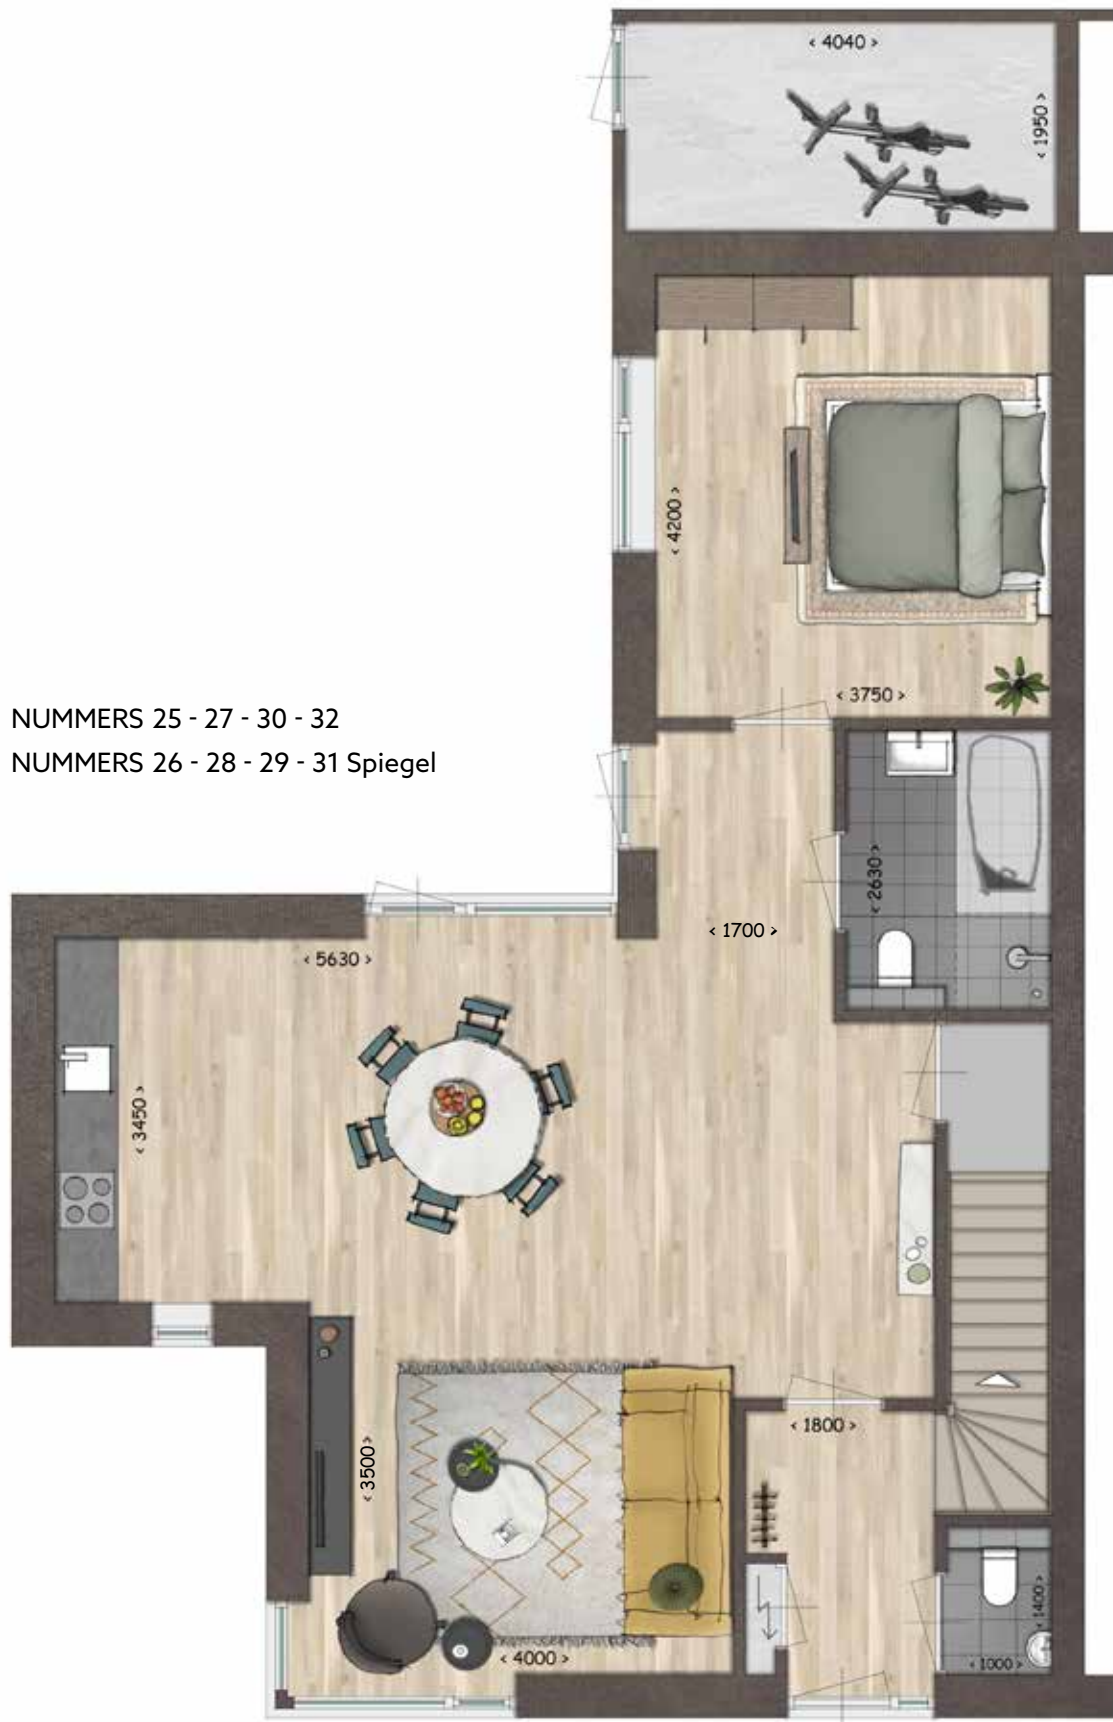 ‹ 4040 ›
‹ 1950 ›
‹ 4200 ›
‹ 3750 ›
NUMMERS 25 - 27 - 30 - 32
NUMMERS 26 - 28 - 29 - 31 Spiegel
‹ 2630 ›
‹ 1700 ›
‹ 5630 ›
‹ 3450 ›
‹ 1800 ›
‹ 3500 ›
‹ 1400 ›
‹ 4000 ›
‹ 1000 ›